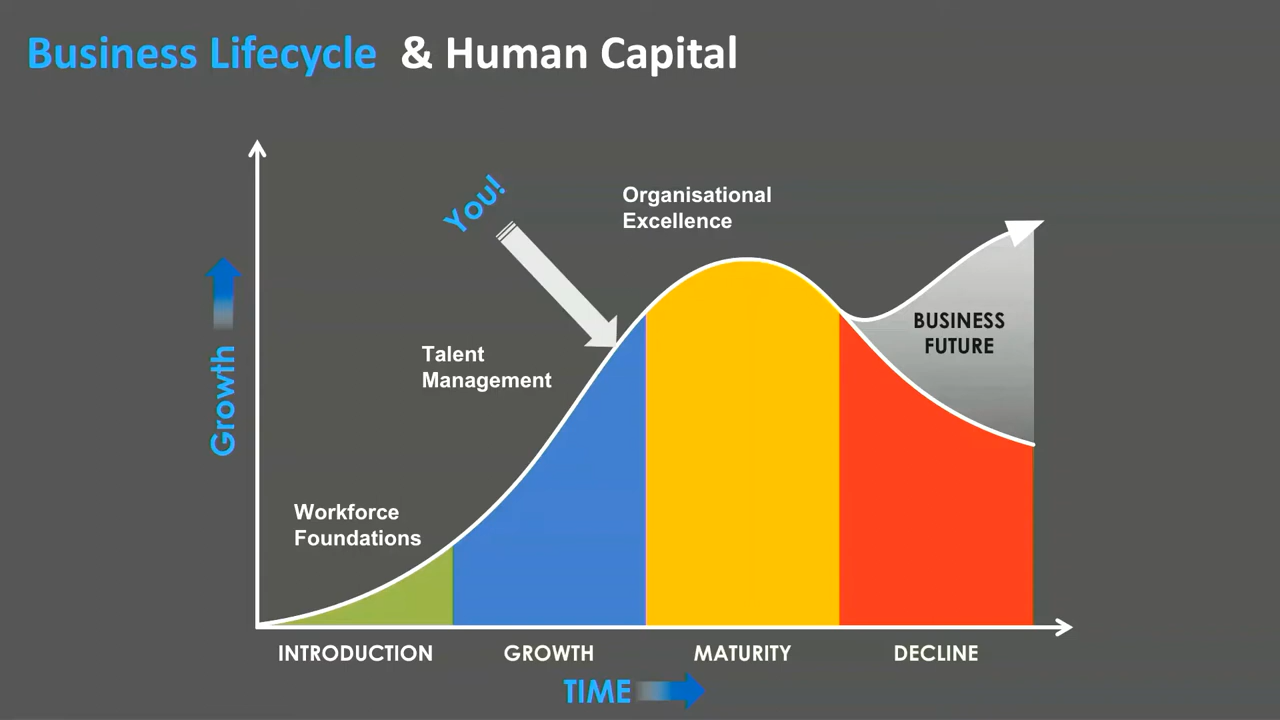 Business Lifecycle & Human Capital
You!
Organisational
Excellence
BUSINESS
FUTURE
Talent
Management
Growth
Workforce
Foundations
INTRODUCTION
GROWTH
MATURITY
DECLINE
TIME